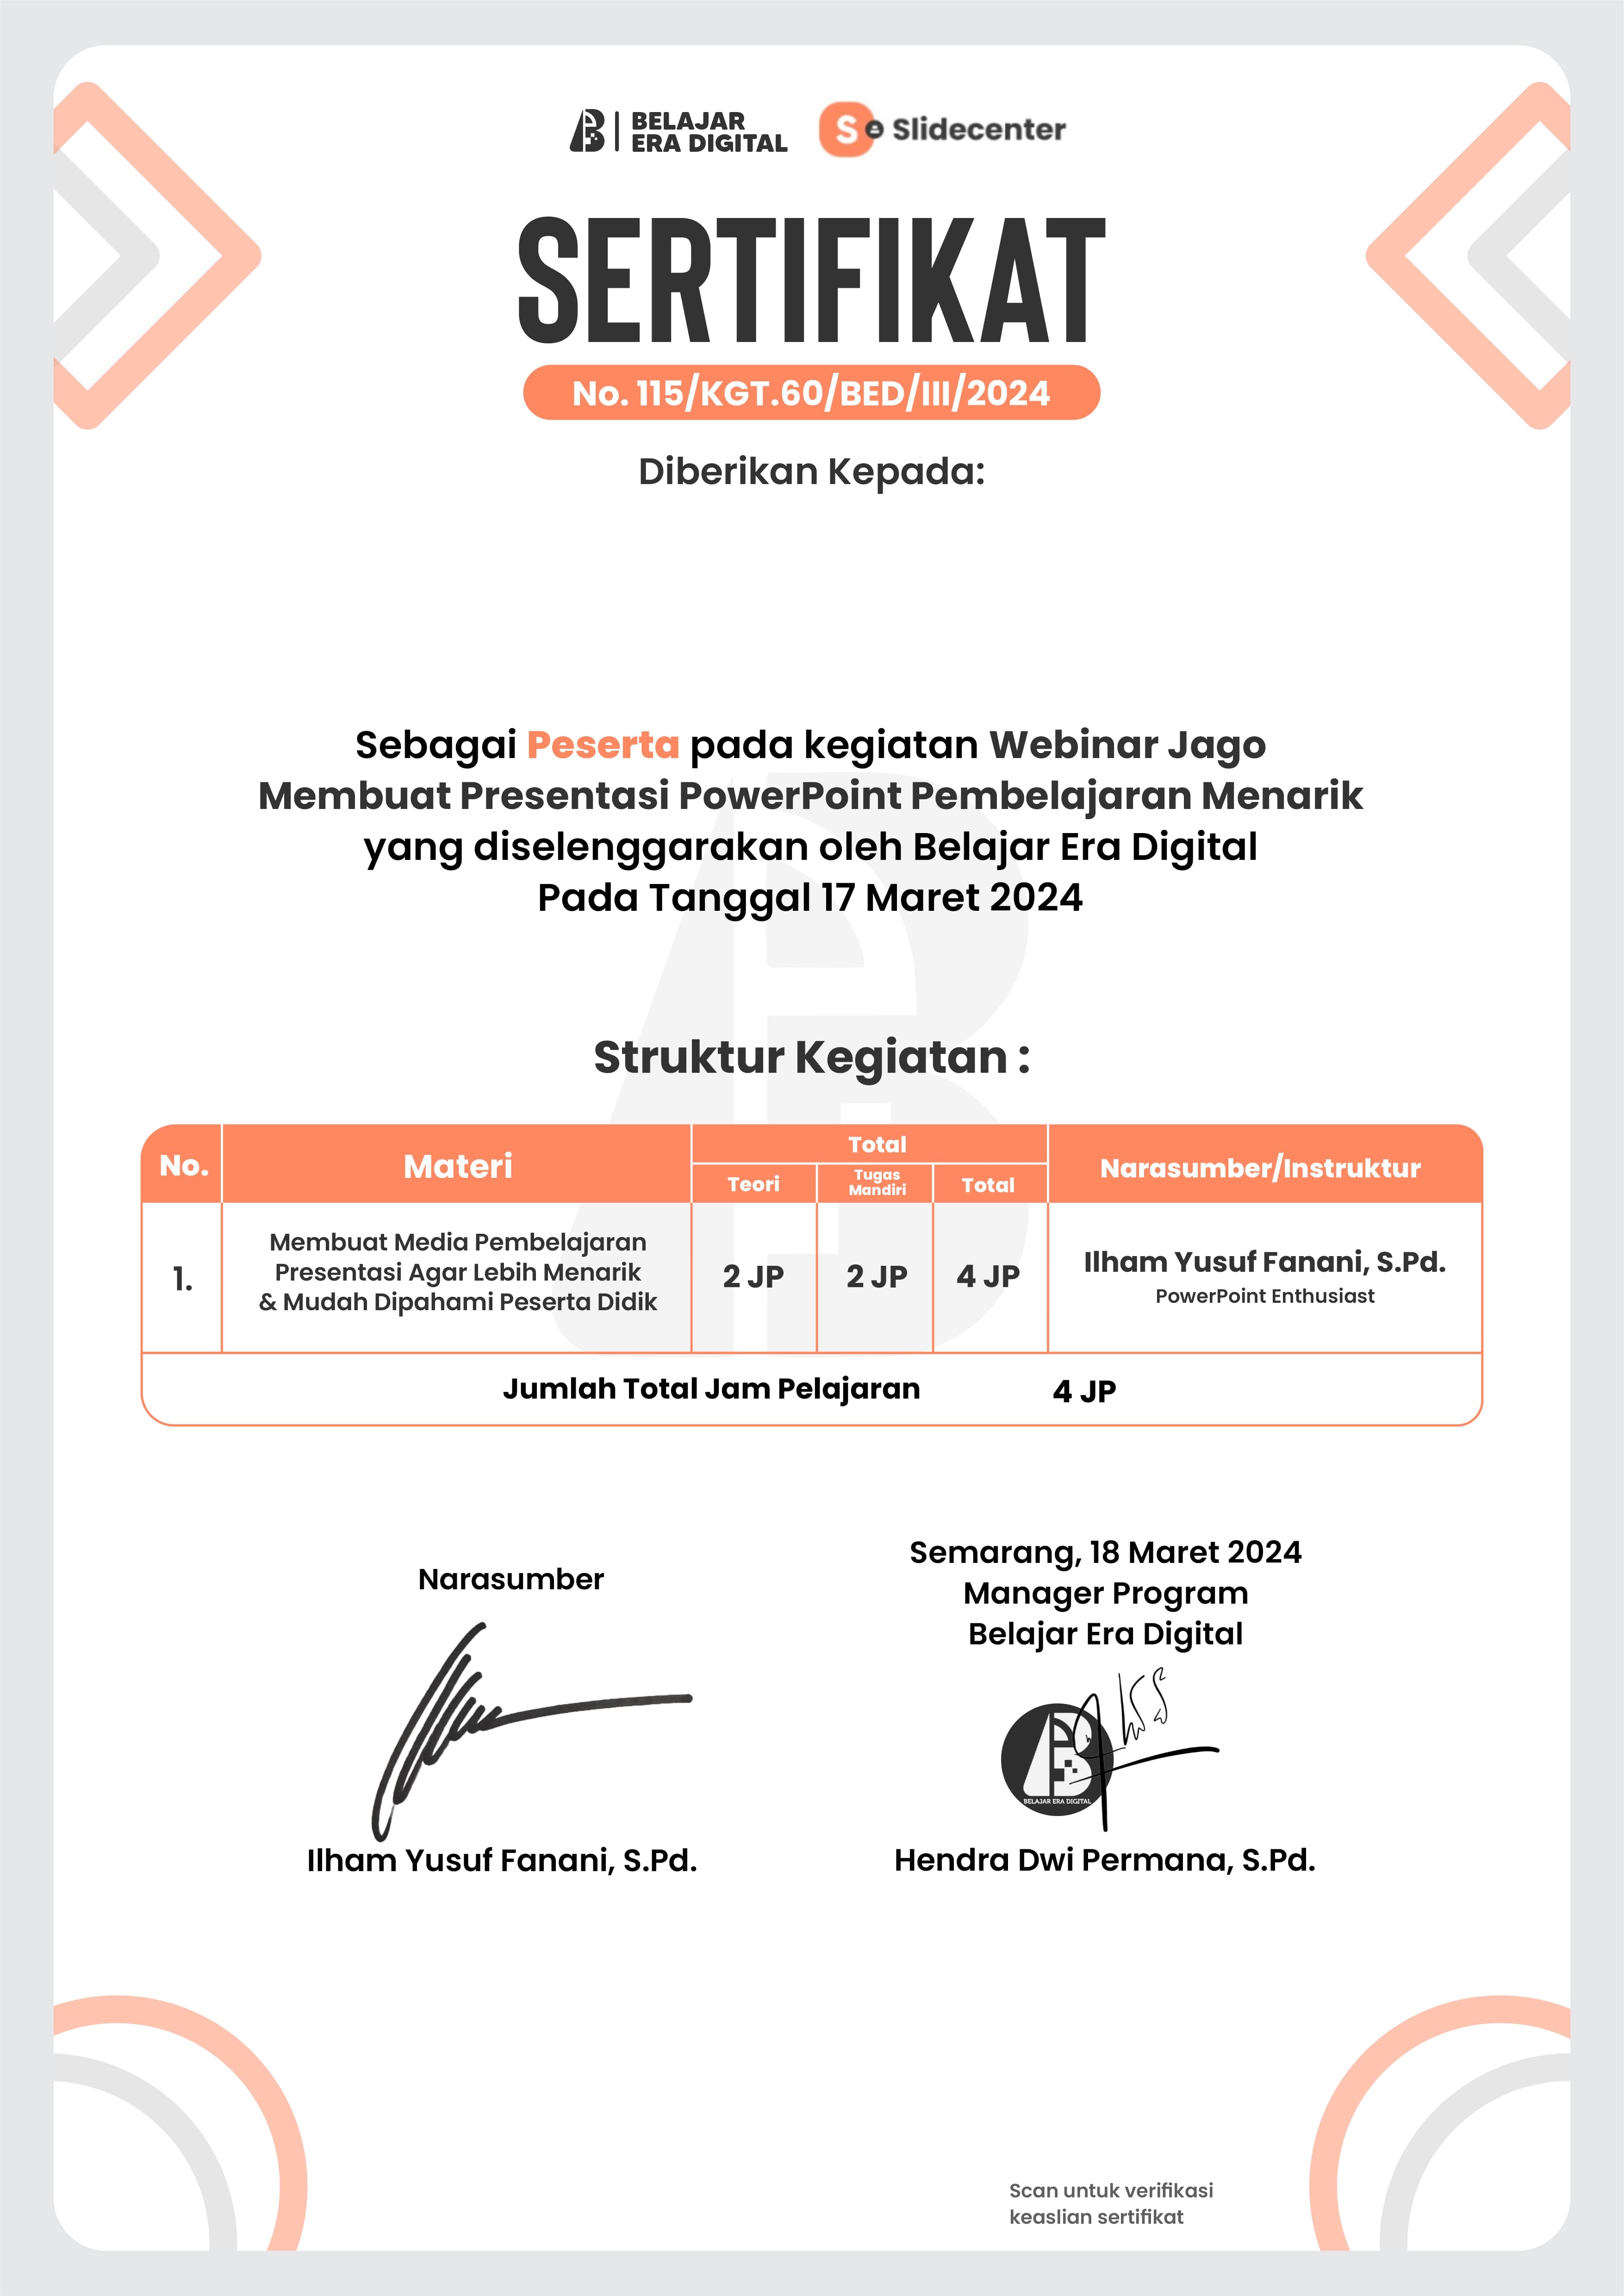 BELAJAR
ERA DIGITAL
S Slidecenter
SERTIFIKAT
No. 115/KGT.60/BED/III/2024
Diberikan Kepada:
Sebagai Peserta pada kegiatan Webinar Jago
Membuat Presentasi PowerPoint Pembelajaran Menarik
yang diselenggarakan oleh Belajar Era Digital
Pada Tanggal 17 Maret 2024
Struktur Kegiatan :
No.
Materi
Total
Teori
Tugas
Mandiri
Total
Narasumber/Instruktur
1.
Membuat Media Pembelajaran
Presentasi Agar Lebih Menarik
& Mudah Dipahami Peserta Didik
2 JP
2 JP
4 JP
Ilham Yusuf Fanani, S.Pd.
PowerPoint Enthusiast
Jumlah Total Jam Pelajaran 4 JP
Narasumber
Ilham Yusuf Fanani, S.Pd.
Semarang, 18 Maret 2024
Manager Program
Belajar Era Digital
BELAJAR ERA DIGITAL
Hendra Dwi Permana, S.Pd.
Scan untuk verifikasi
keaslian sertifikat